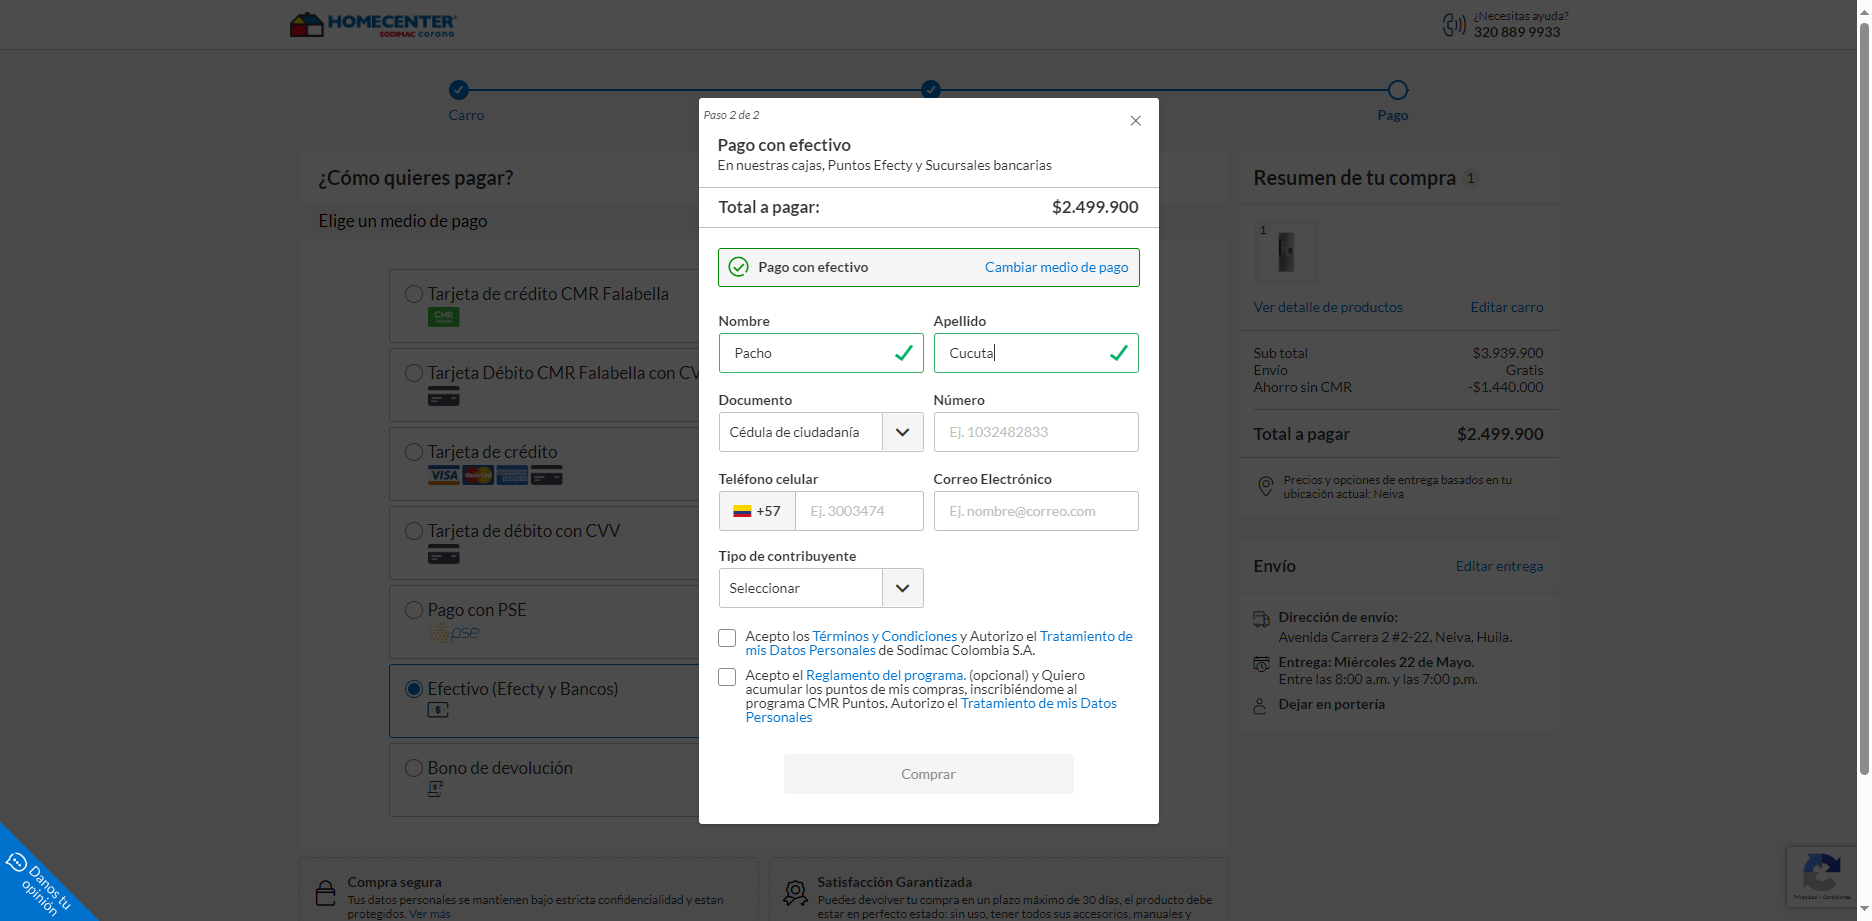 HOMECENTER
SODIMAC corona
¿Necesitas ayuda?
320 889 9933
Carro
Pago
¿Cómo quieres pagar?
Elige un medio de pago
Tarjeta de crédito CMR Falabella
CMR
Tarjeta Débito CMR Falabella con CV
Tarjeta de crédito
VISA
Tarjeta de débito con CVV
Pago con PSE
pse
Efectivo (Efecty y Bancos)
Bono de devolución
Paso 2 de 2
Pago con efectivo
En nuestras cajas, Puntos Efecty y Sucursales bancarias
Total a pagar: $2.499.900
Pago con efectivo Cambiar medio de pago
Nombre Apellido
Pacho Cucuta
Documento Número
Cédula de ciudadanía Ej. 1032482833
Teléfono celular Correo Electrónico
+57 Ej. 3003474 Ej. nombre@correo.com
Tipo de contribuyente
Seleccionar
Acepto los Términos y Condiciones y Autorizo el Tratamiento de
mis Datos Personales de Sodimac Colombia S.A.
Acepto el Reglamento del programa. (opcional) y Quiero
acumular los puntos de mis compras, inscribiéndome al
programa CMR Puntos. Autorizo el Tratamiento de mis Datos
Personales
Comprar
Resumen de tu compra 1
1
Ver detalle de productos Editar carro
Sub total $3.939.900
Envío Gratis
Ahorro sin CMR -$1.440.000
Total a pagar $2.499.900
Precios y opciones de entrega basados en tu
ubicación actual: Neiva
Envío Editar entrega
Dirección de envío:
Avenida Carrera 2 #2-22, Neiva, Huila.
Entrega: Miércoles 22 de Mayo.
Entre las 8:00 a.m. y las 7:00 p.m.
Dejar en portería
Compra segura
Tus datos personales se mantienen bajo estricta confidencialidad y estan
protegidos. Ver más
Satisfacción Garantizada
Puedes devolver tu compra en un plazo máximo de 30 días, el producto debe
estar en perfecto estado: sin uso, tener todos sus accesorios, manuales y
Danos tu
opinión
Privacidad - Condiciones